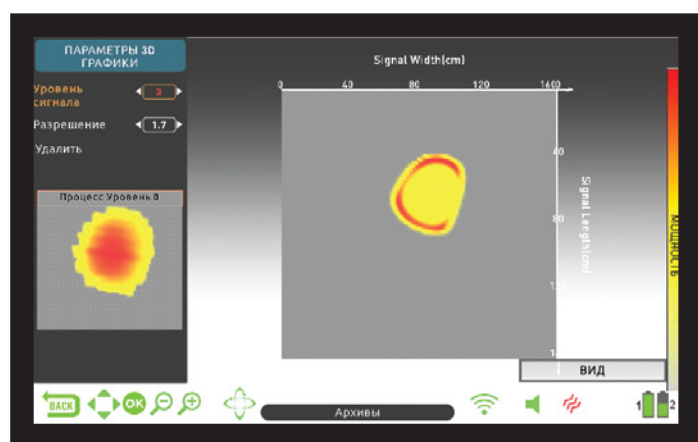 ПАРАМЕТРЫ 3D
ГРАФИКИ
Уровень
сигнала
3
Разрешение
1.7
Удалить
Процесс Уровень 0
Signal Width(cm)
0 40 80 120 160
0
40
80
Signal Length(cm)
МОЩНОСТЬ
ВИД
BACK
OK
Архивы
1
2